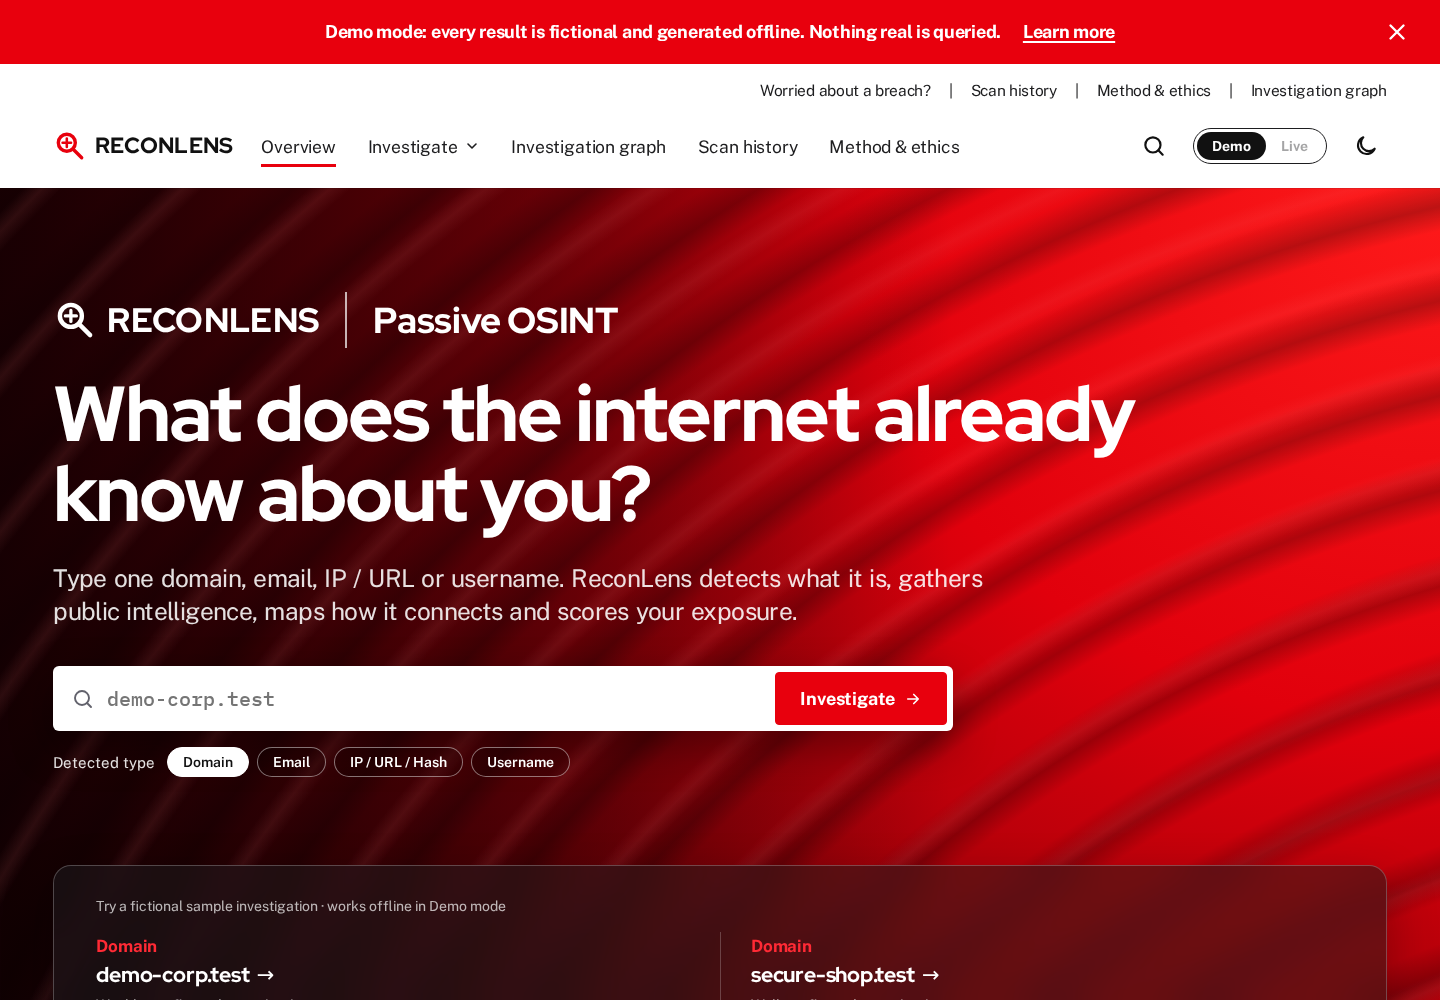 Demo mode: every result is fictional and generated offline. Nothing real is queried. Learn more
Worried about a breach? | Scan history | Method & ethics | Investigation graph
RECONLENS Overview Investigate Investigation graph Scan history Method & ethics Demo Live
RECONLENS | Passive OSINT
What does the internet already
know about you?
Type one domain, email, IP / URL or username. ReconLens detects what it is, gathers
public intelligence, maps how it connects and scores your exposure.
demo-corp.test Investigate →
Detected type Domain Email IP / URL / Hash Username
Try a fictional sample investigation · works offline in Demo mode
Domain
demo-corp.test →
Domain
secure-shop.test →